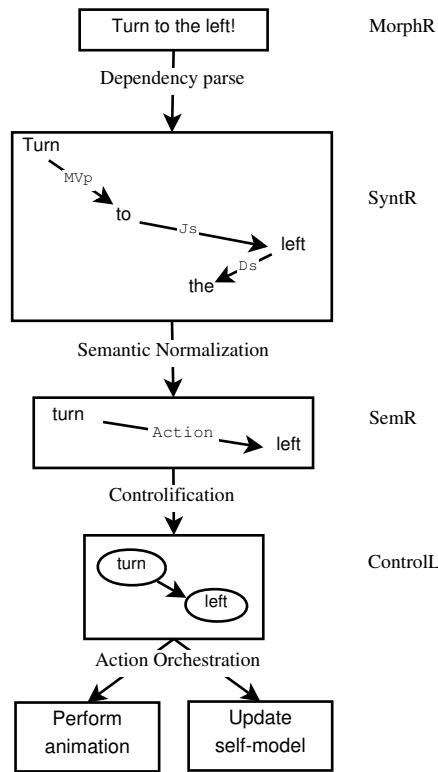 Turn to the left!
MorphR
Dependency parse
Turn
MVp
to
SyntR
Js
left
Ds
the
Semantic Normalization
turn
SemR
Action
left
Controlification
turn
ControlL
left
Action Orchestration
Perform
animation
Update
self-model